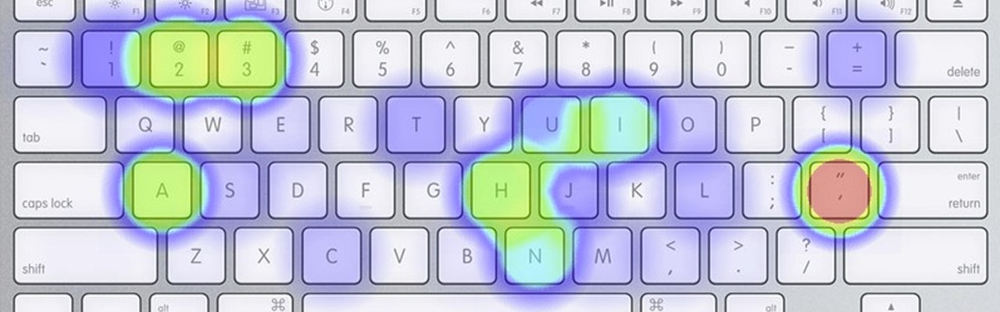 esc F1 F2 F3 F4 F5 F6 F7 F8 F9 F10 F11 F12
~ ! @ # $ % ^ & * ( ) _ +
` 1 2 3 4 5 6 7 8 9 0 - = delete
tab Q W E R T Y U I O P { [ } ] | \
caps lock A S D F G H J K L : ; " ' enter return
shift Z X C V B N M < , > . ? / shift
alt ⌘ ⌘ alt ▲